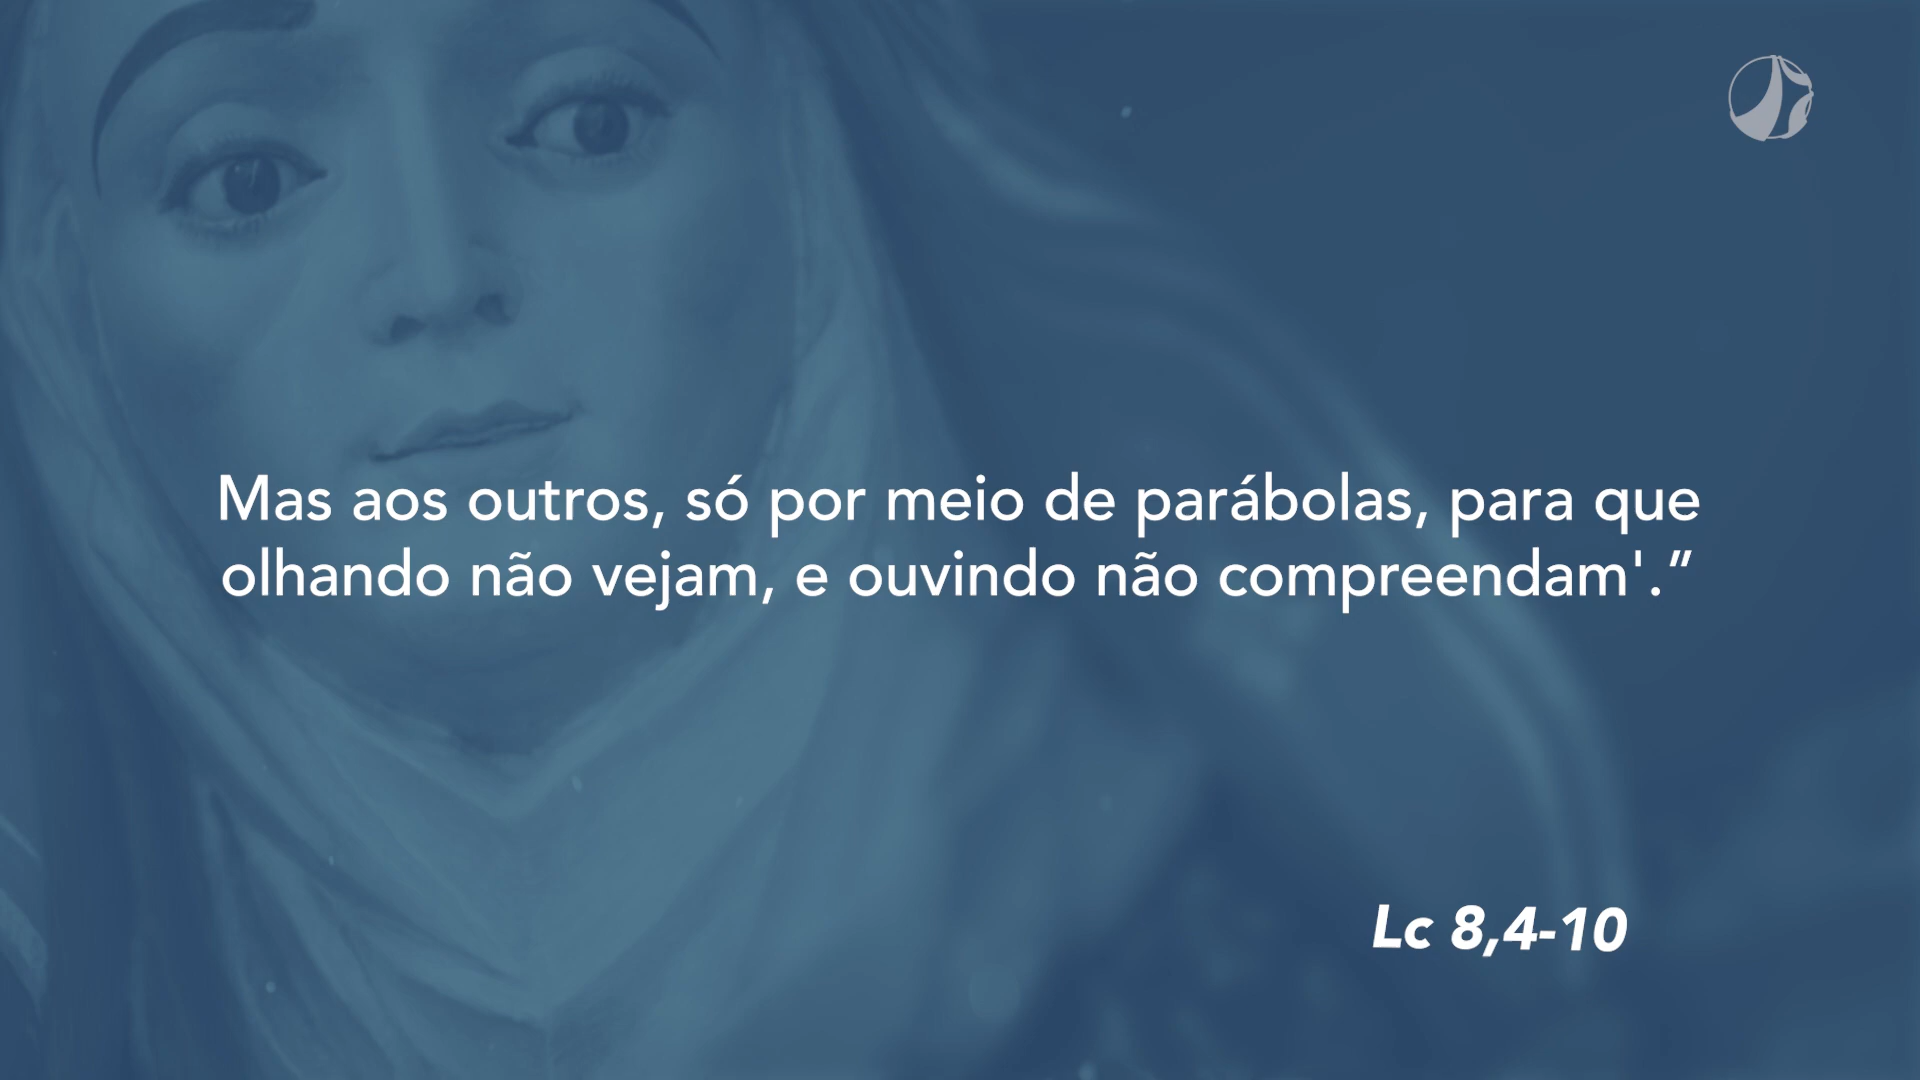 Mas aos outros, só por meio de parábolas, para que
olhando não vejam, e ouvindo não compreendam'.”
Lc 8,4-10